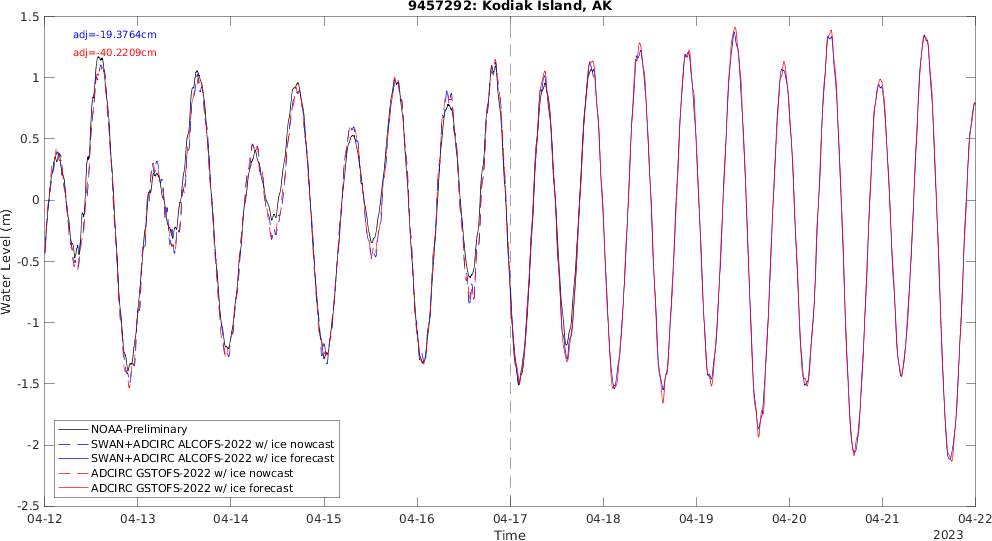 9457292: Kodiak Island, AK
1.5
1
0.5
0
-0.5
-1
-1.5
-2
-2.5
Water Level (m)
adj=-19.3764cm
adj=-40.2209cm
NOAA-Preliminary
SWAN+ADCIRC ALCOFS-2022 w/ ice nowcast
SWAN+ADCIRC ALCOFS-2022 w/ ice forecast
ADCIRC GSTOFS-2022 w/ ice nowcast
ADCIRC GSTOFS-2022 w/ ice forecast
04-12 04-13 04-14 04-15 04-16 04-17 04-18 04-19 04-20 04-21 04-22
Time
2023